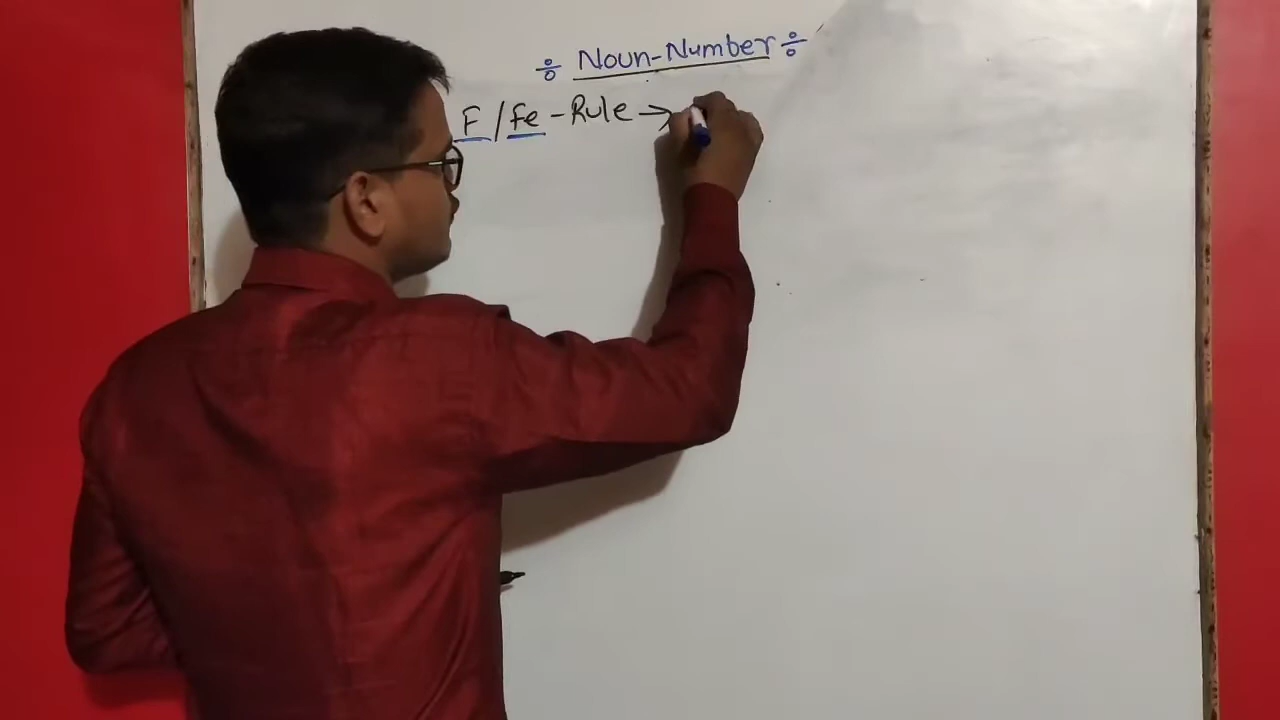 ÷ Noun-Number ÷
F/Fe-Rule →